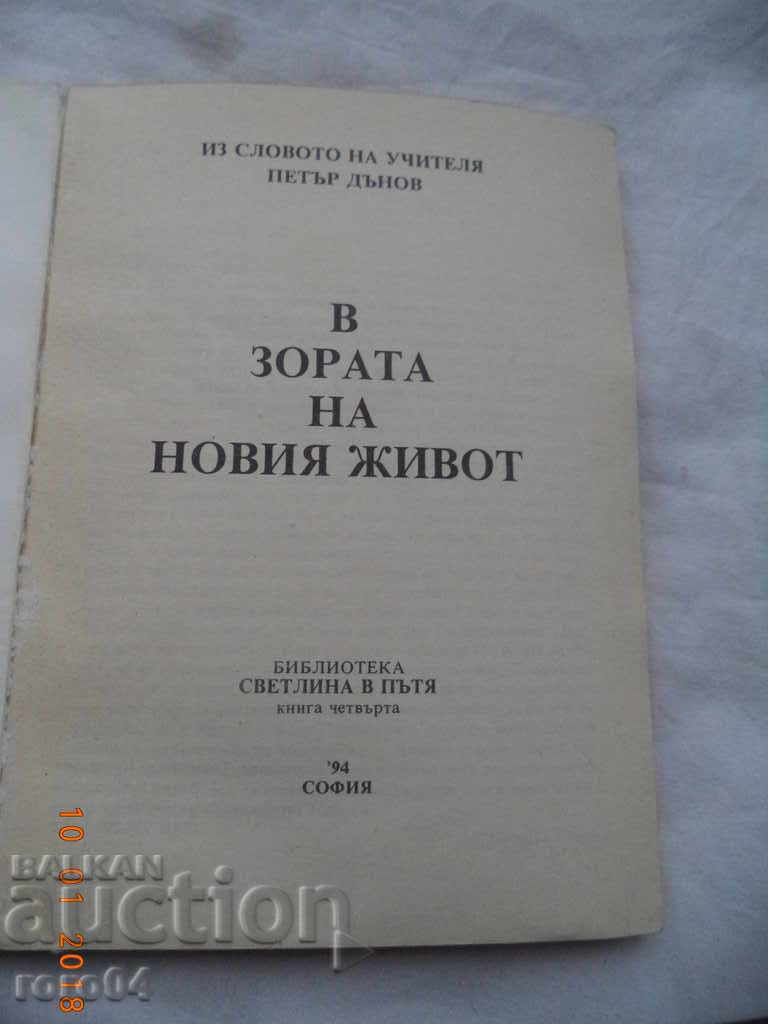 ИЗ СЛОВОТО НА УЧИТЕЛЯ
ПЕТЪР ДЪНОВ
В
ЗОРАТА
НА
НОВИЯ ЖИВОТ
БИБЛИОТЕКА
СВЕТЛИНА В ПЪТЯ
книга четвърта
'94
СОФИЯ
10 01 2018
BALKAN
auction
roro04